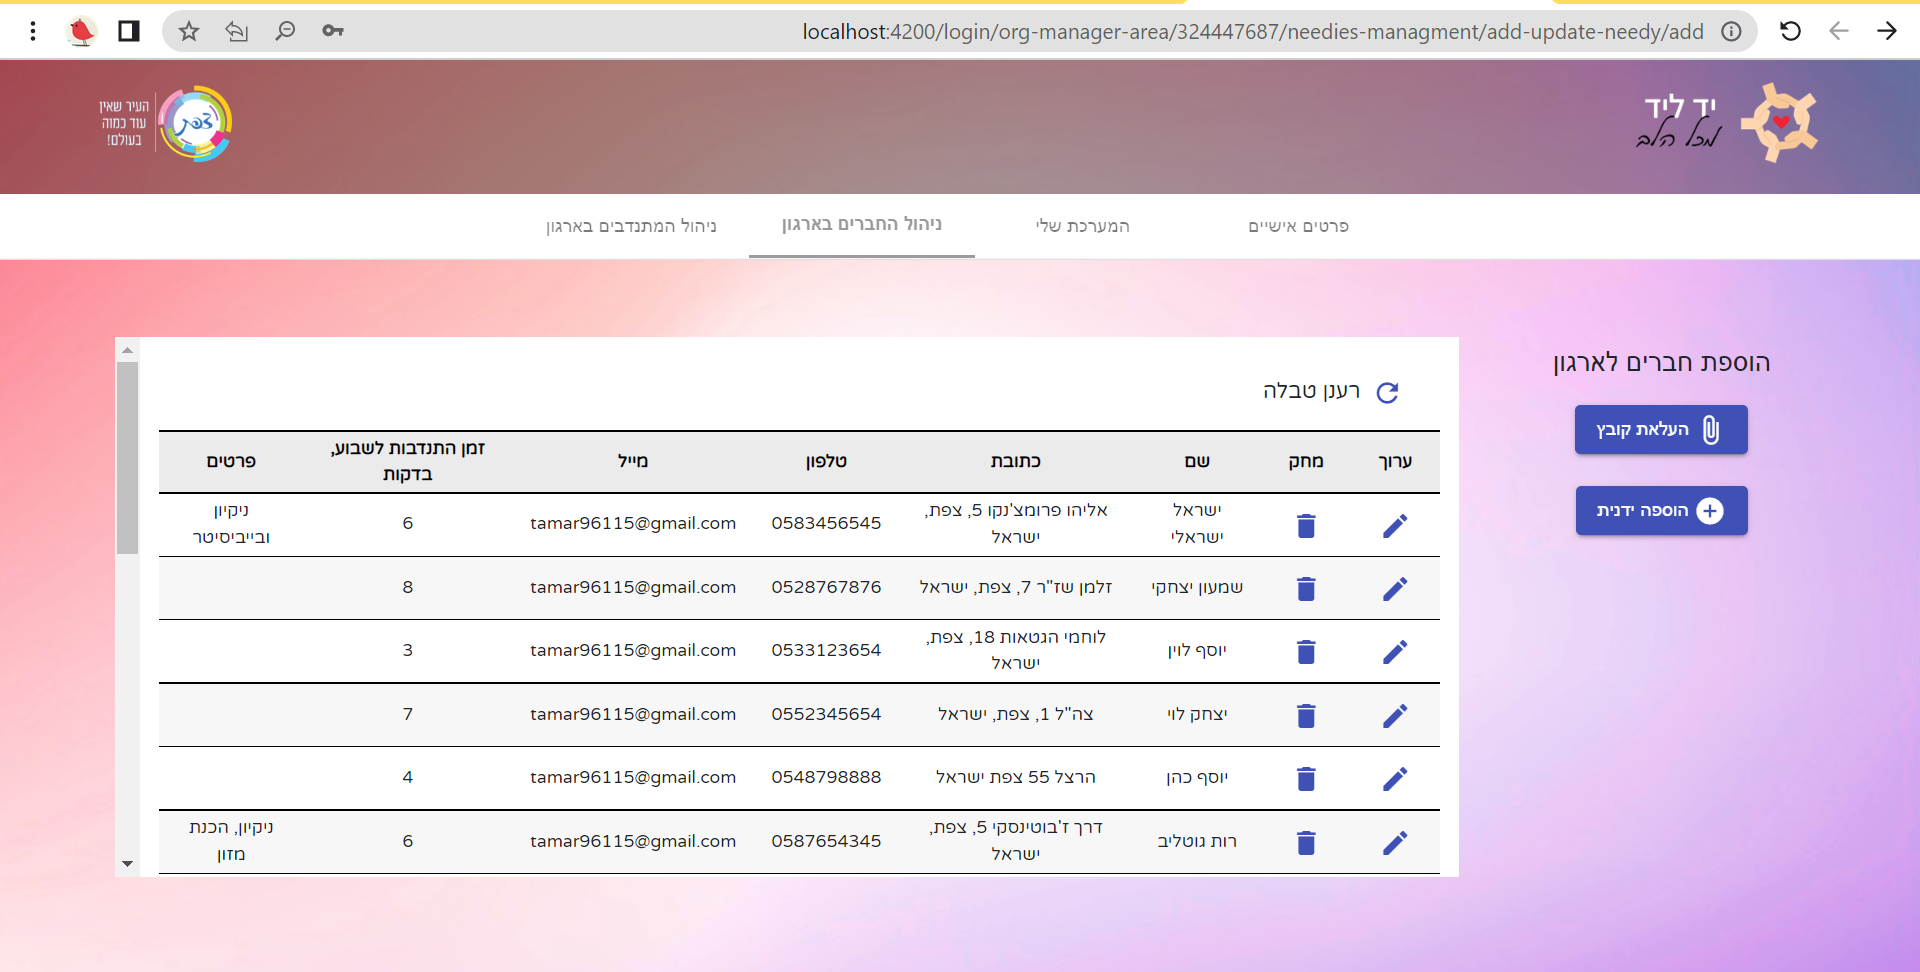 localhost:4200/login/org-manager-area/324447687/needies-managment/add-update-needy/add
יד ליד
מכל הלב
צפת
העיר שאין
עוד כמוה
בעולם!
פרטים אישיים
המערכת שלי
ניהול החברים בארגון
ניהול המתנדבים בארגון
הוספת חברים לארגון
העלאת קובץ
הוספה ידנית
רענן טבלה
ערוך מחק שם כתובת טלפון מייל זמן התנדבות לשבוע, בדקות פרטים
ישראל ישראלי אליהו פרומצ'נקו 5, צפת, ישראל 0583456545 tamar96115@gmail.com 6 ניקיון ובייביסיטר
שמעון יצחקי זלמן שז"ר 7, צפת, ישראל 0528767876 tamar96115@gmail.com 8
יוסף לוין לוחמי הגטאות 18, צפת, ישראל 0533123654 tamar96115@gmail.com 3
יצחק לוי צה"ל 1, צפת, ישראל 0552345654 tamar96115@gmail.com 7
יוסף כהן הרצל 55 צפת ישראל 0548798888 tamar96115@gmail.com 4
רות גוטליב דרך ז'בוטינסקי 5, צפת, ישראל 0587654345 tamar96115@gmail.com 6 ניקיון, הכנת מזון